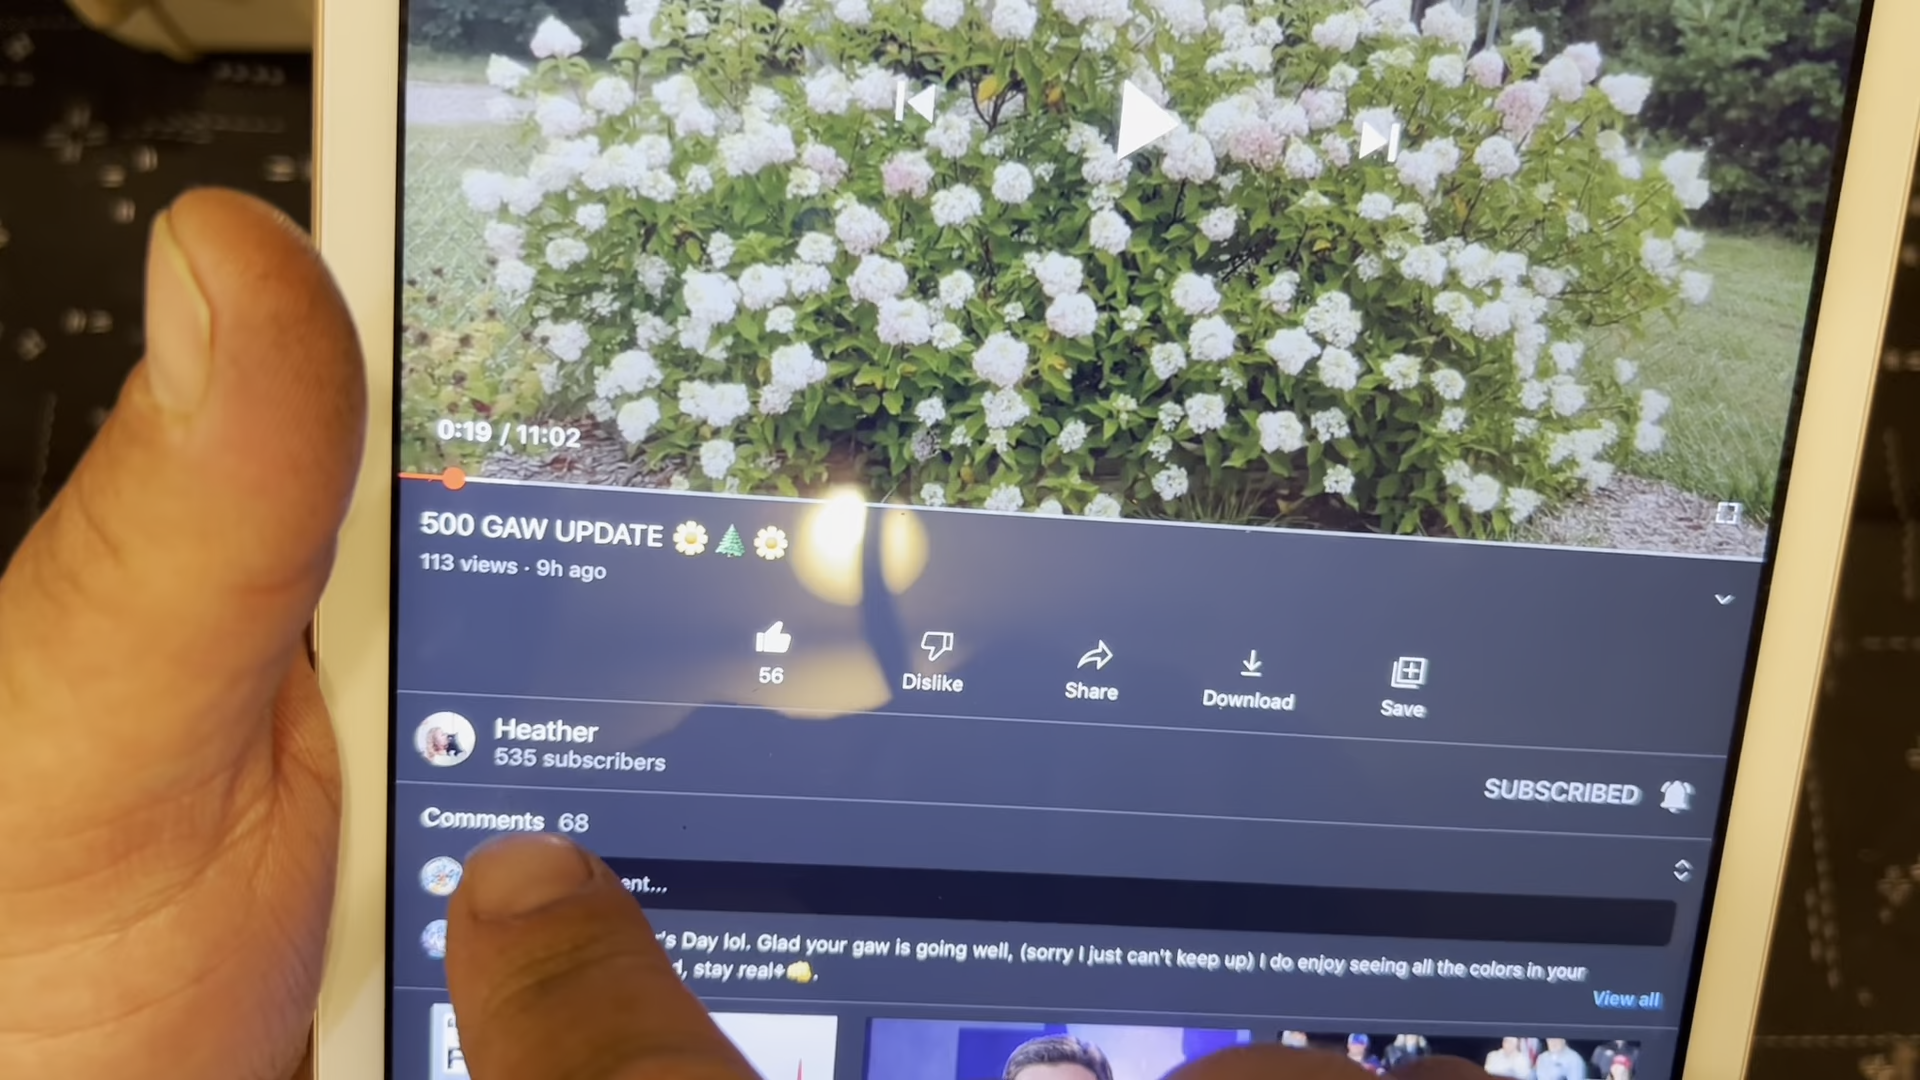 0:19 / 11:02
500 GAW UPDATE 🌼🌲🌼
113 views · 9h ago
56
Dislike
Share
Download
Save
Heather
535 subscribers
SUBSCRIBED
Comments 68
ent...
's Day lol. Glad your gaw is going well, (sorry I just can't keep up) I do enjoy seeing all the colors in your
, stay real
View all